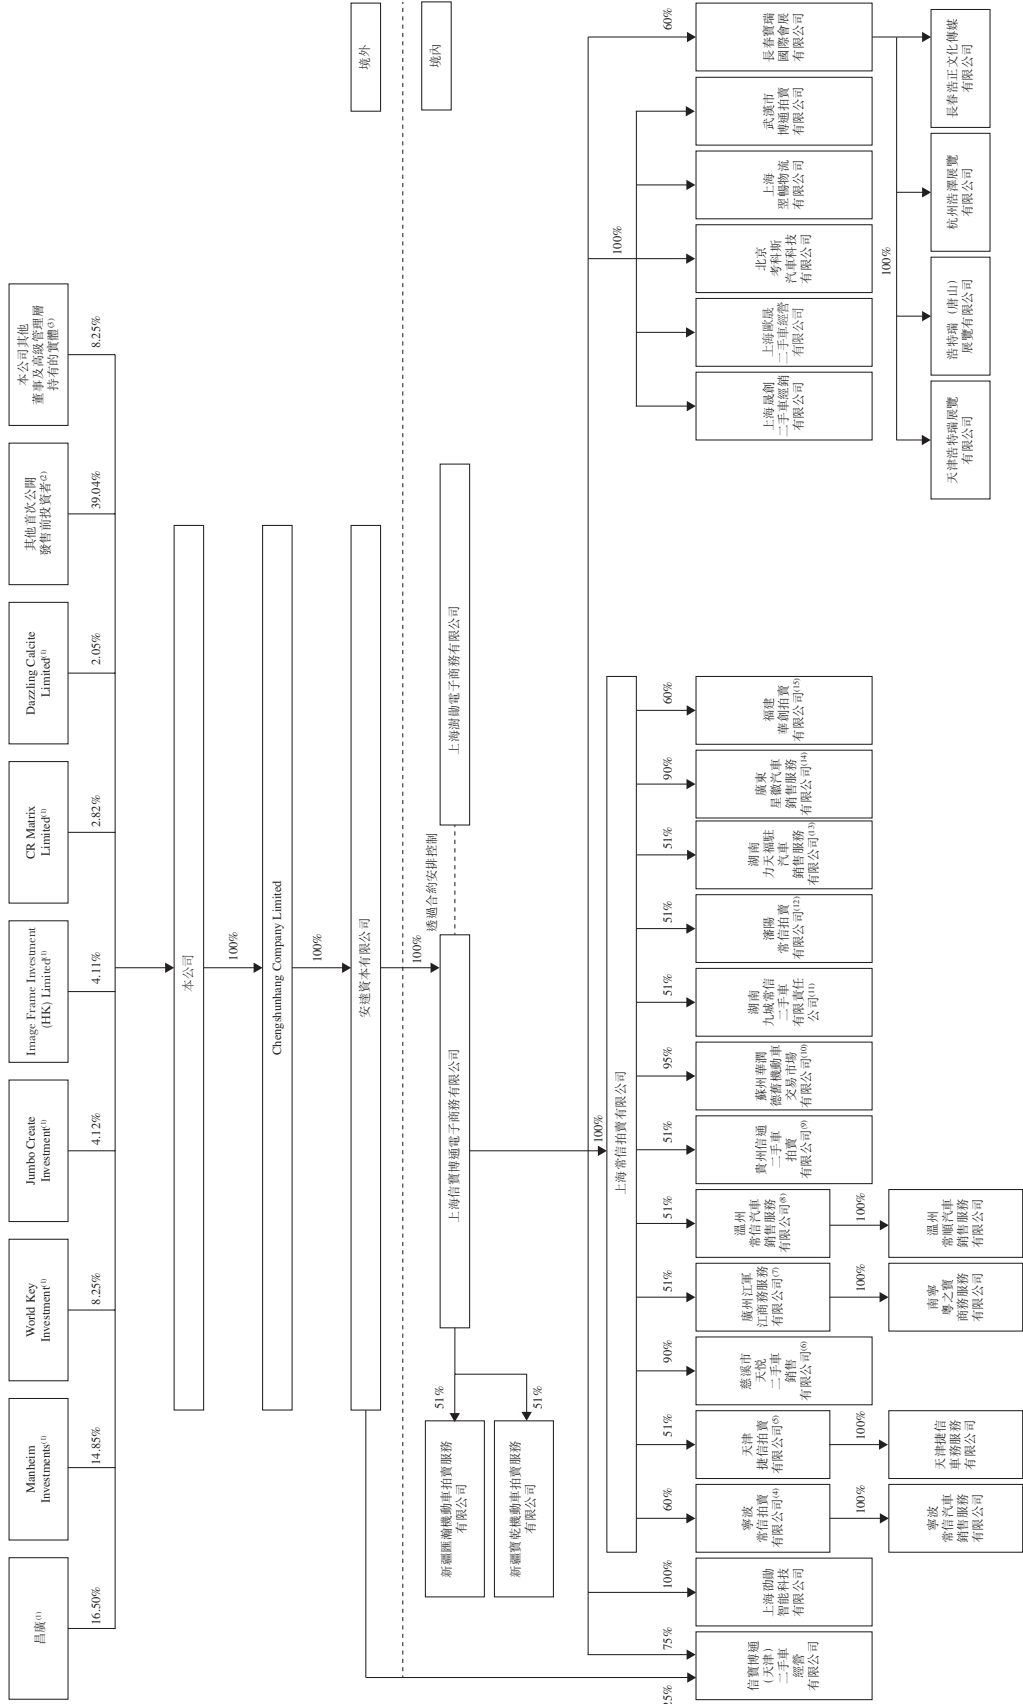 昌廣(1)
16.50%
Manheim
Investments(1)
14.85%
World Key
Investment(1)
8.25%
Jumbo Create
Investment(1)
4.12%
Image Frame Investment
(HK) Limited(1)
4.11%
CR Matrix
Limited(1)
2.82%
Dazzling Calcite
Limited(1)
2.05%
其他首次公開
發售前投資者(2)
39.04%
本公司其他
董事及高級管理層
持有的實體(3)
8.25%
本公司
100%
Chengshunhang Company Limited
100%
安達資本有限公司
境外
境內
100%
透過合約安排控制
上海信寶博通電子商務有限公司
上海澍勛電子商務有限公司
51%
新疆匯瀚機動車拍賣服務
有限公司
51%
新疆寶乾機動車拍賣服務
有限公司
25%
75%
信寶博通
(天津)
二手車
經營
有限公司
100%
上海劭勛
智能科技
有限公司
100%
上海常信拍賣有限公司
60%
寧波
常信拍賣
有限公司(4)
51%
天津
捷信拍賣
有限公司(5)
90%
慈溪市
天悅
二手車
銷售
有限公司(6)
51%
廣州江軍
江商務服務
有限公司(7)
51%
溫州
常信汽車
銷售服務
有限公司(8)
51%
貴州信通
二手車
拍賣
有限公司(9)
95%
蘇州華潤
德舊機動車
交易市場
有限公司(10)
51%
湖南
九城常信
二手車
有限責任
公司(11)
51%
瀋陽
常信拍賣
有限公司(12)
51%
湖南
力天福駐
汽車
銷售服務
有限公司(13)
90%
廣東
星徽汽車
銷售服務
有限公司(14)
60%
福建
華創拍賣
有限公司(15)
100%
寧波
常信汽車
銷售服務
有限公司
100%
天津捷信
車務服務
有限公司
100%
南寧
粵之寶
商務服務
有限公司
100%
溫州
常順汽車
銷售服務
有限公司
100%
上海晟創
二手車經銷
有限公司
上海歐晟
二手車經營
有限公司
北京
考科斯
汽車科技
有限公司
上海
翌暢物流
有限公司
武漢市
博通拍賣
有限公司
60%
長春寶瑞
國際會展
有限公司
100%
天津浩特瑞展覽
有限公司
浩特瑞(唐山)
展覽有限公司
杭州浩澤展覽
有限公司
長春浩正文化傳媒
有限公司